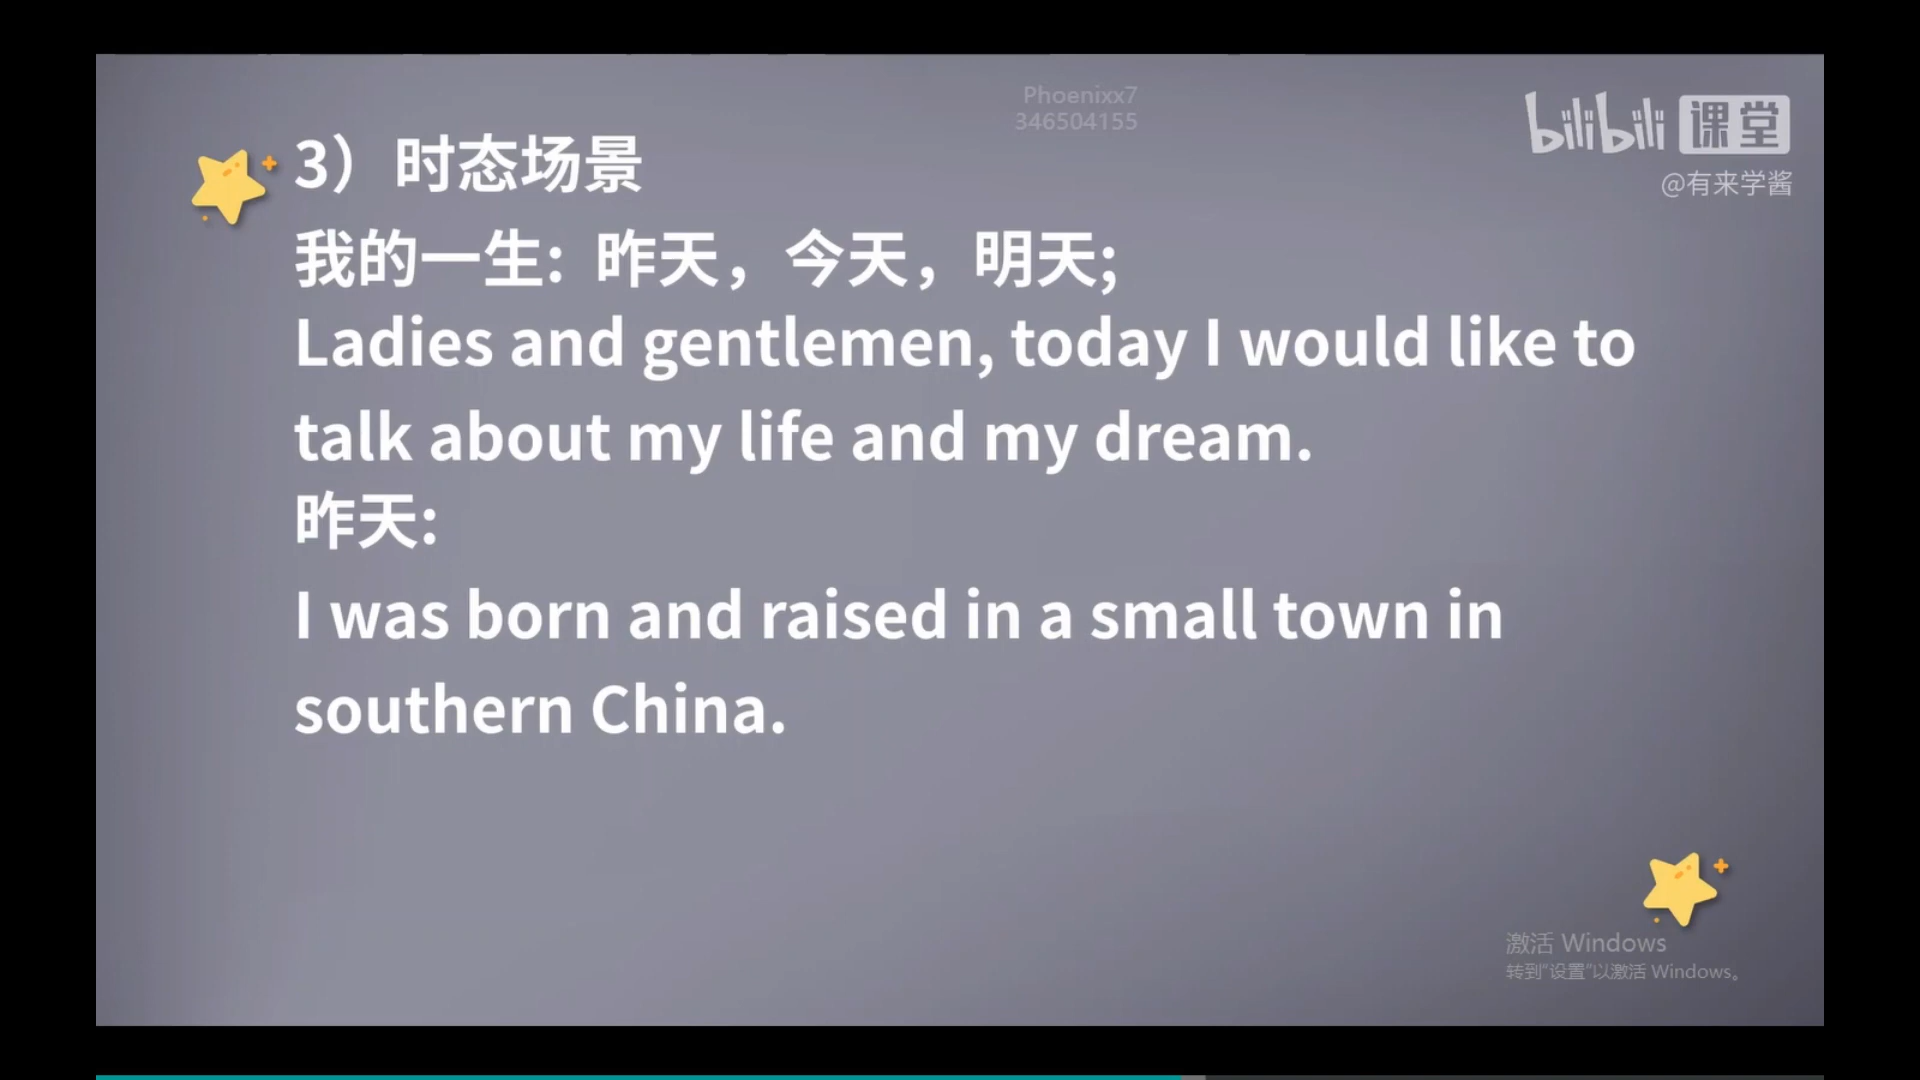 Phoenixx7
346504155
bilibili 课堂
@有来学酱
3）时态场景
我的一生: 昨天，今天，明天;
Ladies and gentlemen, today I would like to
talk about my life and my dream.
昨天:
I was born and raised in a small town in
southern China.
激活 Windows
转到"设置"以激活 Windows。